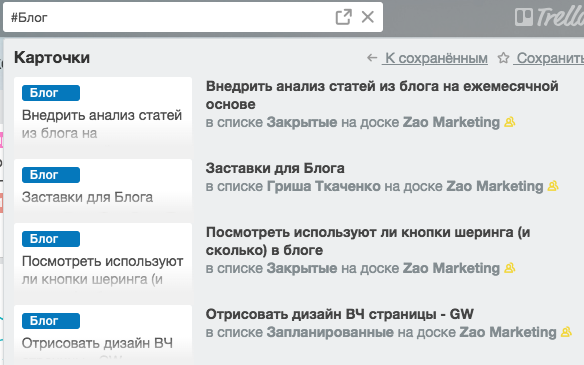 #Блог
Trello
Карточки
← К сохранённым
Сохранить
Блог
Внедрить анализ статей
из блога на
Внедрить анализ статей из блога на ежемесячной
основе
в списке Закрытые на доске Zao Marketing
Блог
Заставки для Блога
Заставки для Блога
в списке Гриша Ткаченко на доске Zao Marketing
Блог
Посмотреть используют
ли кнопки шеринга (и
Посмотреть используют ли кнопки шеринга (и
сколько) в блоге
в списке Закрытые на доске Zao Marketing
Блог
Отрисовать дизайн ВЧ
страницы - GW
Отрисовать дизайн ВЧ страницы - GW
в списке Запланированные на доске Zao Marketing